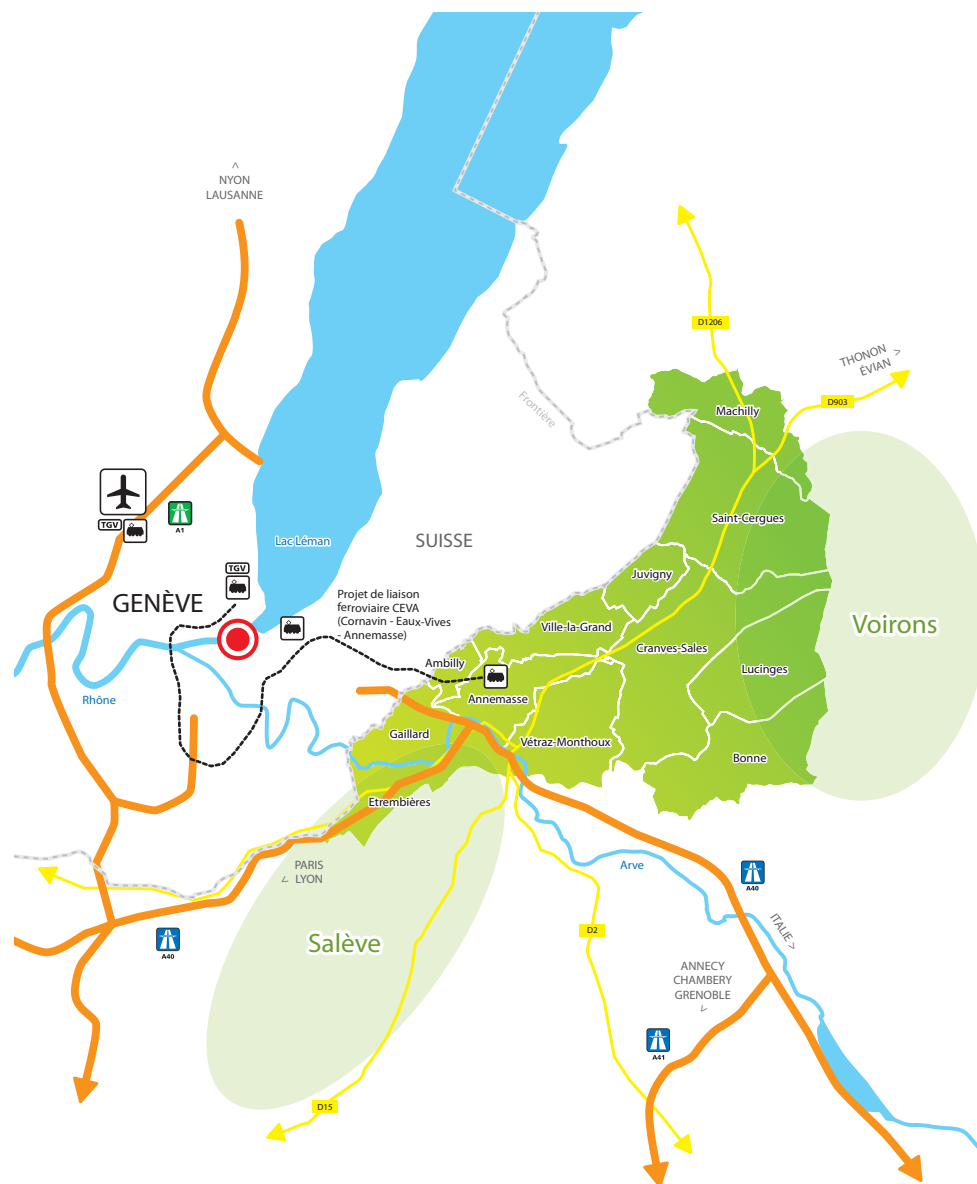 ^
NYON
LAUSANNE
D1206
THONON >
ÉVIAN
D903
Frontière
Machilly
TGV
A1
Saint-Cergues
Lac Léman
SUISSE
TGV
GENÈVE
Projet de liaison
ferroviaire CEVA
(Cornavin - Eaux-Vives
- Annemasse)
Juvigny
Ville-la-Grand
Voirons
Cranves-Sales
Ambilly
Lucinges
Rhône
Annemasse
Gaillard
Vétraz-Monthoux
Bonne
Etrembières
PARIS
< LYON
Arve
A40
Salève
A40
D2
ITALIE >
ANNECY
CHAMBERY
GRENOBLE
v
A41
D15